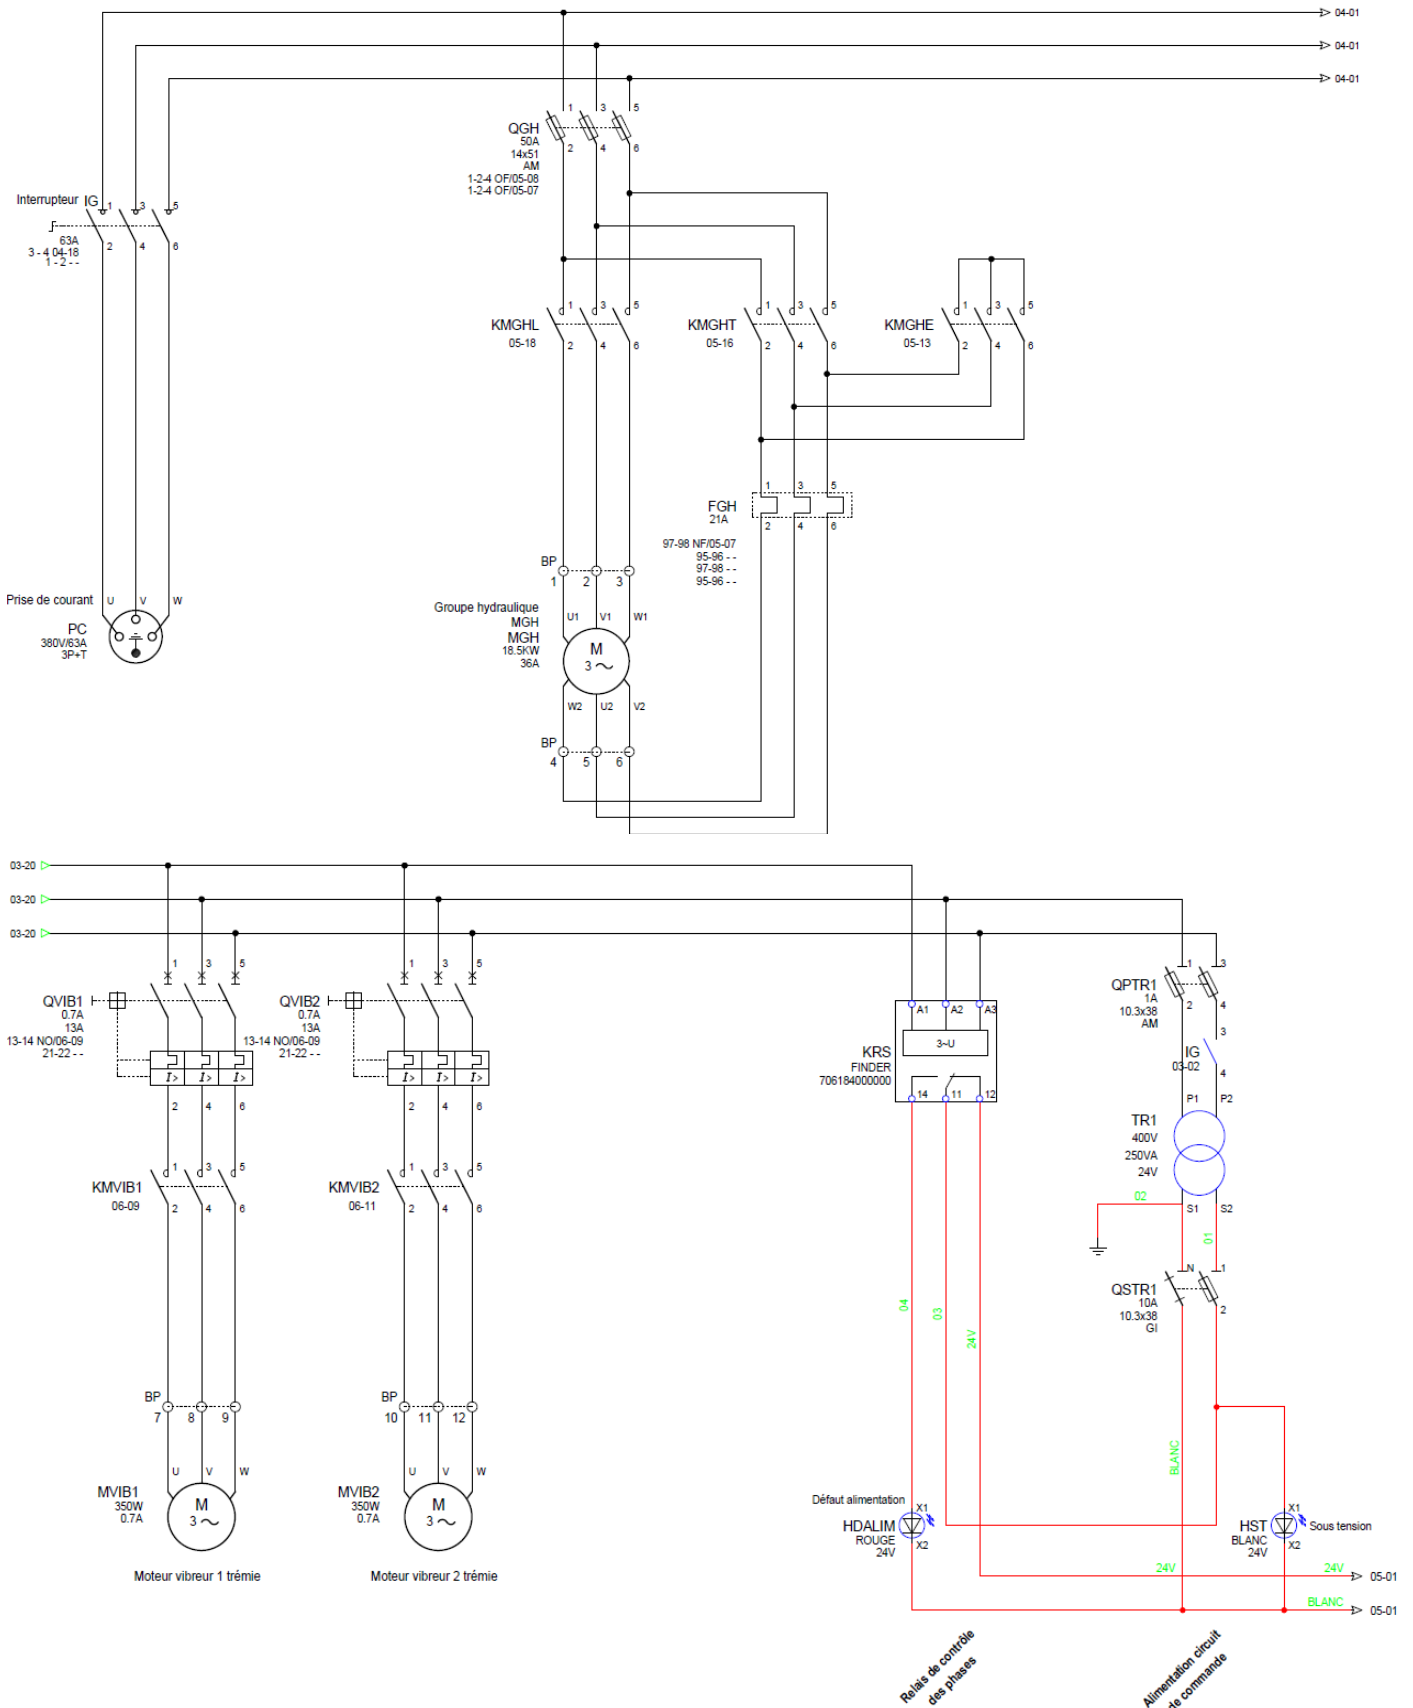 04-01
04-01
04-01
1 3 5
QGH
50A
14x51
AM
1-2-4 OF/05-08
1-2-4 OF/05-07
2 4 6
Interrupteur IG
1 3 5
63A
3 - 4 04-18
1 - 2 - -
2 4 6
1 3 5
KMGHL
05-18
2 4 6
1 3 5
KMGHT
05-16
2 4 6
1 3 5
KMGHE
05-13
2 4 6
1 3 5
FGH
21A
2 4 6
97-98 NF/05-07
95-96 - -
97-98 - -
95-96 - -
BP
1 2 3
Prise de courant
U V W
PC
380V/63A
3P+T
Groupe hydraulique
MGH
MGH
18.5KW
36A
U1 V1 W1
M
3
W2 U2 V2
BP
4 5 6
03-20
03-20
03-20
1 3 5
QVIB1
0.7A
13A
13-14 NO/06-09
21-22 - -
I> I> I>
2 4 6
1 3 5
QVIB2
0.7A
13A
13-14 NO/06-09
21-22 - -
I> I> I>
2 4 6
A1 A2 A3
3~U
KRS
FINDER
706184000000
14 11 12
1 3
QPTR1
1A
10.3x38
AM
2 4
3
IG
03-02
4
P1 P2
TR1
400V
250VA
24V
S1 S2
02
01
1 3 5
KMVIB1
06-09
2 4 6
1 3 5
KMVIB2
06-11
2 4 6
N 1
QSTR1
10A
10.3x38
GI
2
04
03
24V
BLANC
BP
7 8 9
BP
10 11 12
U V W
MVIB1
350W
0.7A
M
3
U V W
MVIB2
350W
0.7A
M
3
Moteur vibreur 1 trémie
Moteur vibreur 2 trémie
Défaut alimentation
X1
HDALIM
ROUGE
24V
X2
X1
HST
BLANC
24V
X2
Sous tension
24V 24V 05-01
BLANC 05-01
Relais de contrôle
des phases
Alimentation circuit
de commande